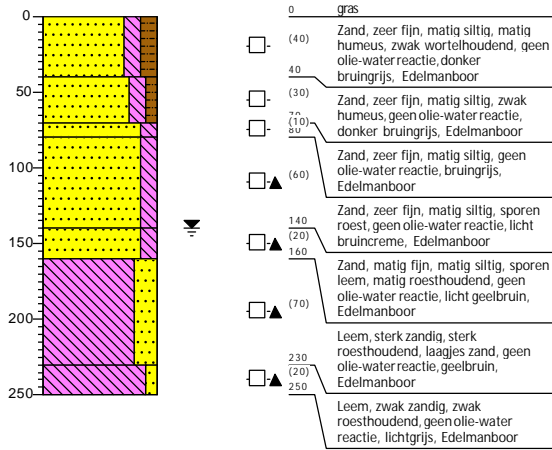 0
50
100
150
200
250
0
gras
(40)
Zand, zeer fijn, matig siltig, matig
humeus, zwak wortelhoudend, geen
olie-water reactie, donker
bruingrijs, Edelmanboor
40
(30)
Zand, zeer fijn, matig siltig, zwak
humeus, geen olie-water reactie,
donker bruingrijs, Edelmanboor
70
(10)
80
Zand, zeer fijn, matig siltig, geen
olie-water reactie, bruingrijs,
Edelmanboor
(60)
140
Zand, zeer fijn, matig siltig, sporen
roest, geen olie-water reactie, licht
bruincreme, Edelmanboor
(20)
160
Zand, matig fijn, matig siltig, sporen
leem, matig roesthoudend, geen
olie-water reactie, licht geelbruin,
Edelmanboor
(70)
230
Leem, sterk zandig, sterk
roesthoudend, laagjes zand, geen
olie-water reactie, geelbruin,
Edelmanboor
(20)
250
Leem, zwak zandig, zwak
roesthoudend, geen olie-water
reactie, lichtgrijs, Edelmanboor